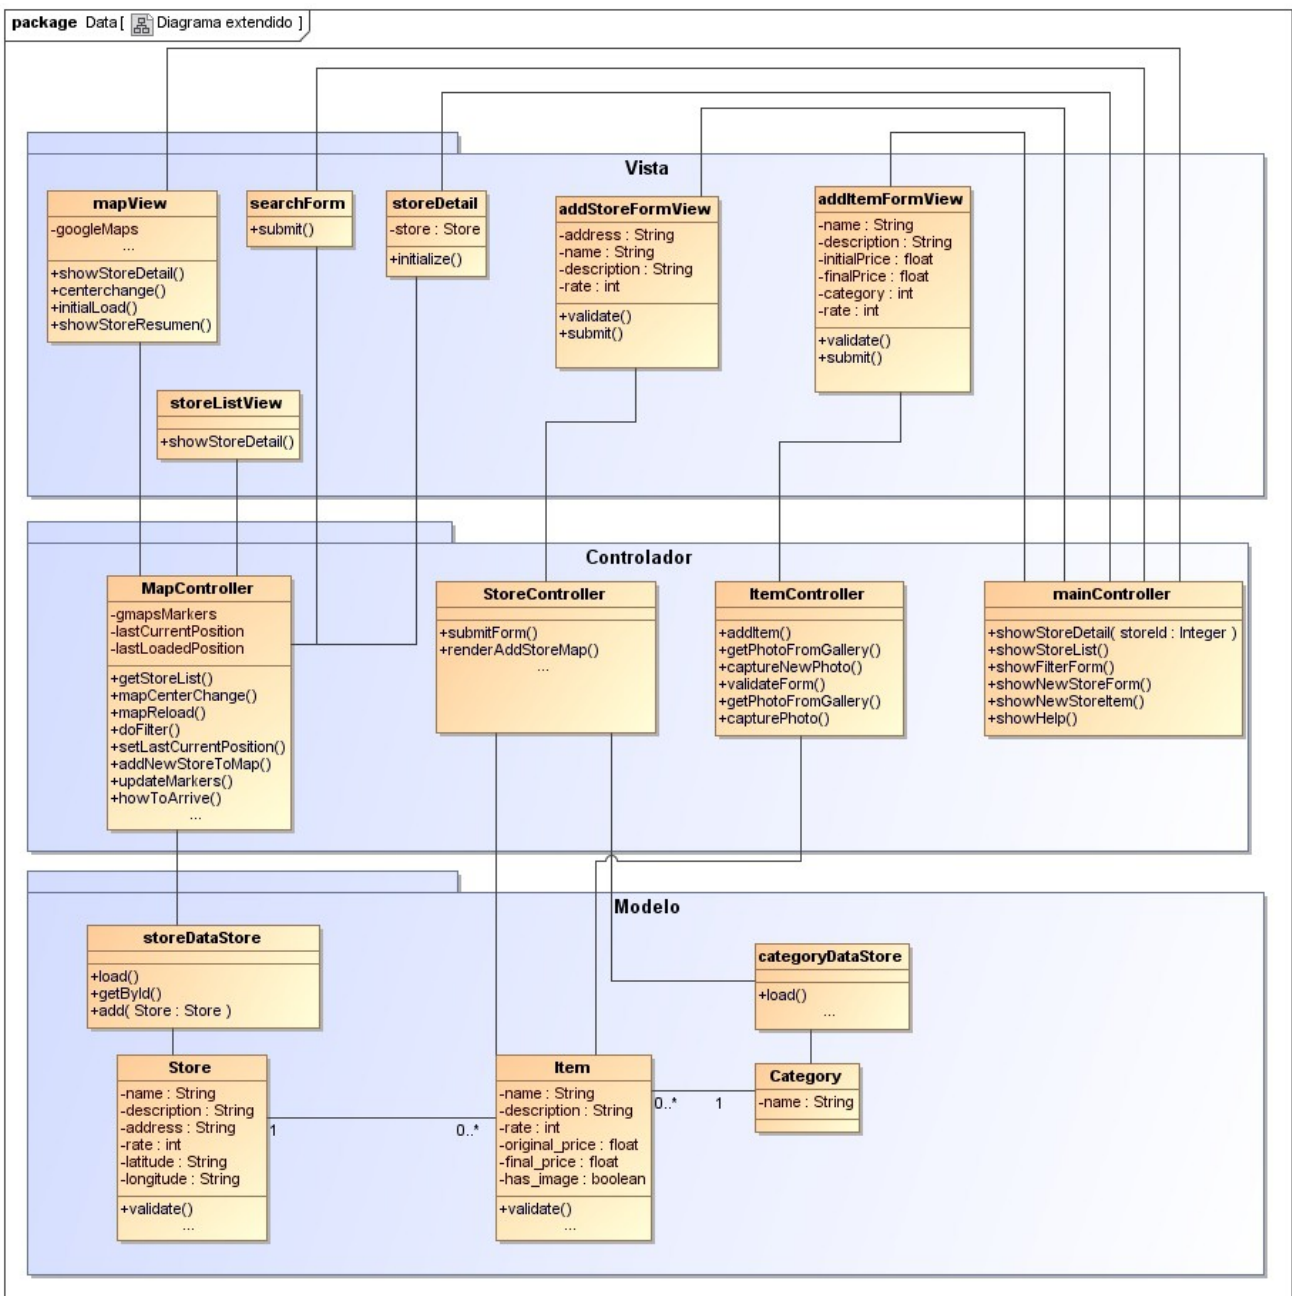 package Data [ Diagrama extendido ]
Vista
mapView
-googleMaps
...
+showStoreDetail()
+centerchange()
+initialLoad()
+showStoreResumen()
searchForm
+submit()
storeDetail
-store : Store
+initialize()
addStoreFormView
-address : String
-name : String
-description : String
-rate : int
+validate()
+submit()
addItemFormView
-name : String
-description : String
-initialPrice : float
-finalPrice : float
-category : int
-rate : int
+validate()
+submit()
storeListView
+showStoreDetail()
Controlador
MapController
-gmapsMarkers
-lastCurrentPosition
-lastLoadedPosition
+getStoreList()
+mapCenterChange()
+mapReload()
+doFilter()
+setLastCurrentPosition()
+addNewStoreToMap()
+updateMarkers()
+howToArrive()
...
StoreController
+submitForm()
+renderAddStoreMap()
...
ItemController
+addItem()
+getPhotoFromGallery()
+captureNewPhoto()
+validateForm()
+getPhotoFromGallery()
+capturePhoto()
mainController
+showStoreDetail( storeId : Integer )
+showStoreList()
+showFilterForm()
+showNewStoreForm()
+showNewStoreItem()
+showHelp()
Modelo
storeDataStore
+load()
+getById()
+add( Store : Store )
categoryDataStore
+load()
...
Store
-name : String
-description : String
-address : String
-rate : int
-latitude : String
-longitude : String
+validate()
...
1
0..*
Item
-name : String
-description : String
-rate : int
-original_price : float
-final_price : float
-has_image : boolean
+validate()
...
0..*
1
Category
-name : String